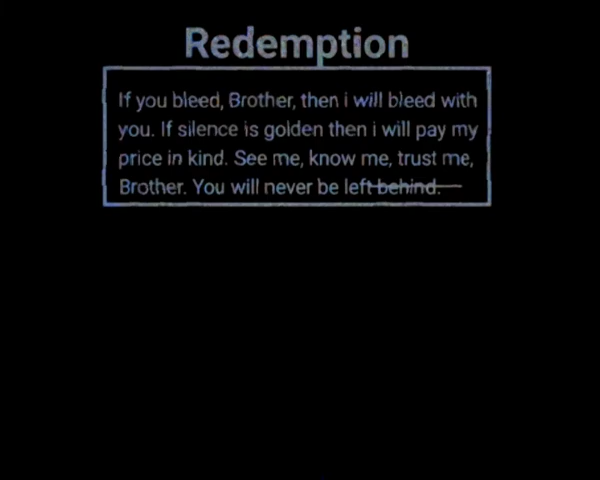 Redemption
If you bleed, Brother, then i will bleed with
you. If silence is golden then i will pay my
price in kind. See me, know me, trust me,
Brother. You will never be left behind.